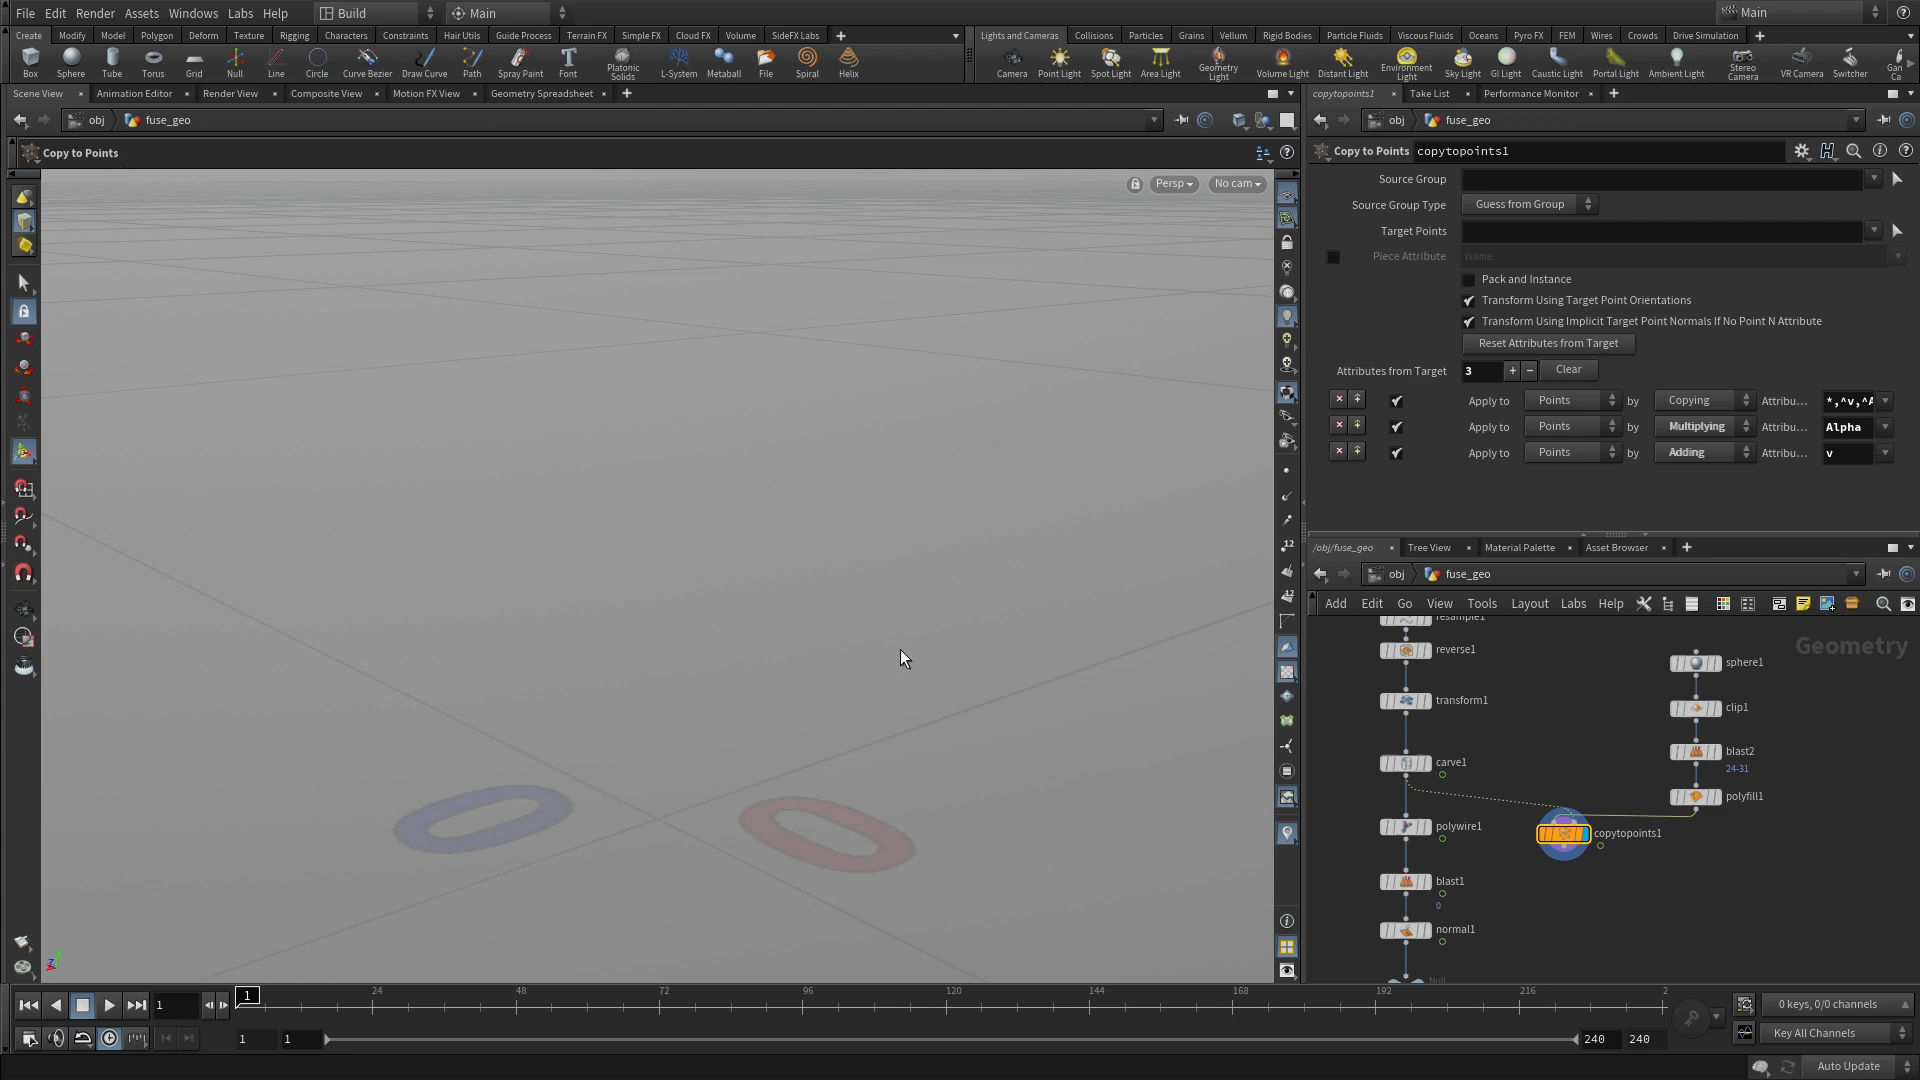 File Edit Render Assets Windows Labs Help Build Main Main
Create Modify Model Polygon Deform Texture Rigging Characters Constraints Hair Utils Guide Process Terrain FX Simple FX Cloud FX Volume SideFX Labs
Lights and Cameras Collisions Particles Grains Vellum Rigid Bodies Particle Fluids Viscous Fluids Oceans Pyro FX FEM Wires Crowds Drive Simulation
Box Sphere Tube Torus Grid Null Line Circle Curve Bezier Draw Curve Path Spray Paint Font Platonic Solids L-System Metaball File Spiral Helix
Camera Point Light Spot Light Area Light Geometry Light Volume Light Distant Light Environment Light Sky Light GI Light Caustic Light Portal Light Ambient Light Stereo Camera VR Camera Switcher Gan Ca
Scene View Animation Editor Render View Composite View Motion FX View Geometry Spreadsheet
obj fuse_geo
Copy to Points
Persp No cam
12
12
copytopoints1 Take List Performance Monitor
obj fuse_geo
Copy to Points copytopoints1
Source Group
Source Group Type Guess from Group
Target Points
Piece Attribute name
Pack and Instance
Transform Using Target Point Orientations
Transform Using Implicit Target Point Normals If No Point N Attribute
Reset Attributes from Target
Attributes from Target 3 + − Clear
Apply to Points by Copying Attribu... *,^v,^A
Apply to Points by Multiplying Attribu... Alpha
Apply to Points by Adding Attribu... v
/obj/fuse_geo Tree View Material Palette Asset Browser
obj fuse_geo
Add Edit Go View Tools Layout Labs Help
Geometry
resample1
reverse1
sphere1
transform1
clip1
blast2
24-31
carve1
polyfill1
polywire1
copytopoints1
blast1
0
normal1
Null
z y
1 1 24 48 72 96 120 144 168 192 216 2
0 keys, 0/0 channels
1 1 240 240 Key All Channels
Auto Update